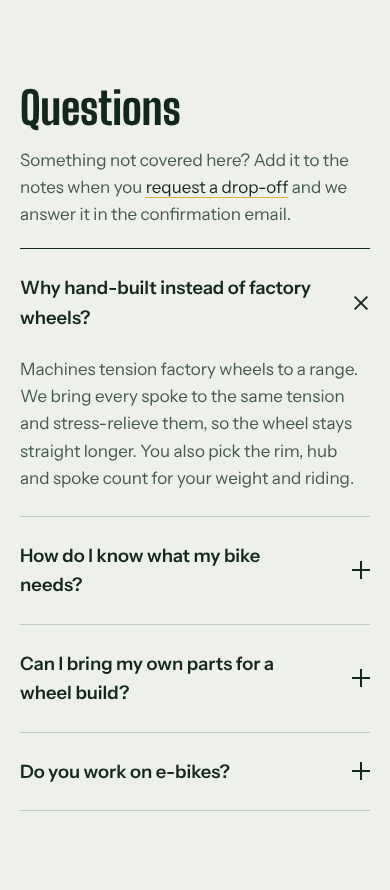 Questions
Something not covered here? Add it to the
notes when you request a drop-off and we
answer it in the confirmation email.
Why hand-built instead of factory
wheels?
Machines tension factory wheels to a range.
We bring every spoke to the same tension
and stress-relieve them, so the wheel stays
straight longer. You also pick the rim, hub
and spoke count for your weight and riding.
How do I know what my bike
needs?
Can I bring my own parts for a
wheel build?
Do you work on e-bikes?